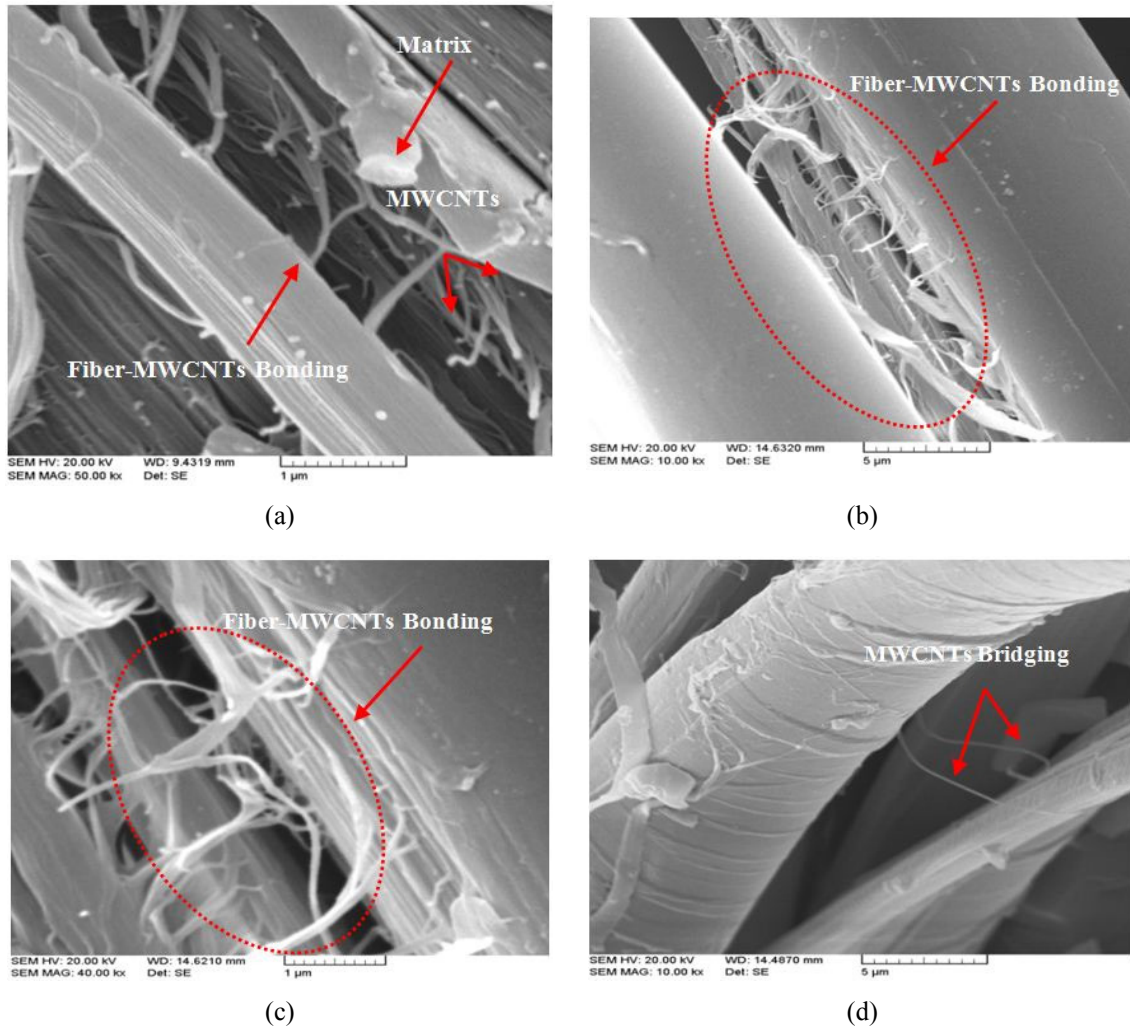 Matrix
MWCNTs
Fiber-MWCNTs Bonding
SEM HV: 20.00 kV WD: 9.4319 mm
SEM MAG: 50.00 kx Det: SE 1 µm
(a)
Fiber-MWCNTs Bonding
SEM HV: 20.00 kV WD: 14.6320 mm
SEM MAG: 10.00 kx Det: SE 5 µm
(b)
Fiber-MWCNTs Bonding
SEM HV: 20.00 kV WD: 14.6210 mm
SEM MAG: 40.00 kx Det: SE 1 µm
(c)
MWCNTs Bridging
SEM HV: 20.00 kV WD: 14.4870 mm
SEM MAG: 10.00 kx Det: SE 5 µm
(d)